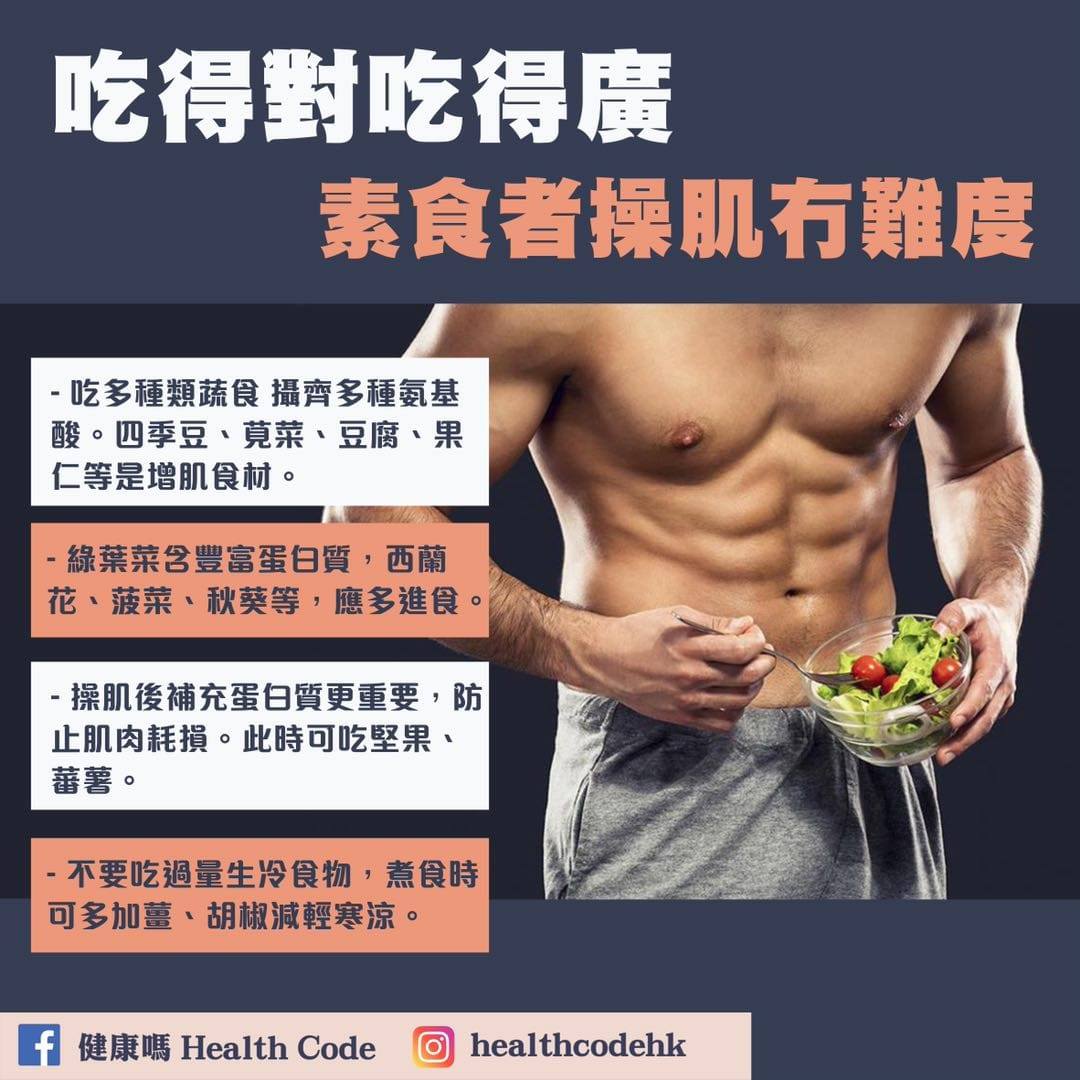 吃得對吃得廣
素食者操肌冇難度
- 吃多種類蔬食 攝齊多種氨基
酸。四季豆、莧菜、豆腐、果
仁等是增肌食材。
- 綠葉菜含豐富蛋白質，西蘭
花、菠菜、秋葵等，應多進食。
- 操肌後補充蛋白質更重要，防
止肌肉耗損。此時可吃堅果、
蕃薯。
- 不要吃過量生冷食物，煮食時
可多加薑、胡椒減輕寒涼。
健康嗎 Health Code
healthcodehk